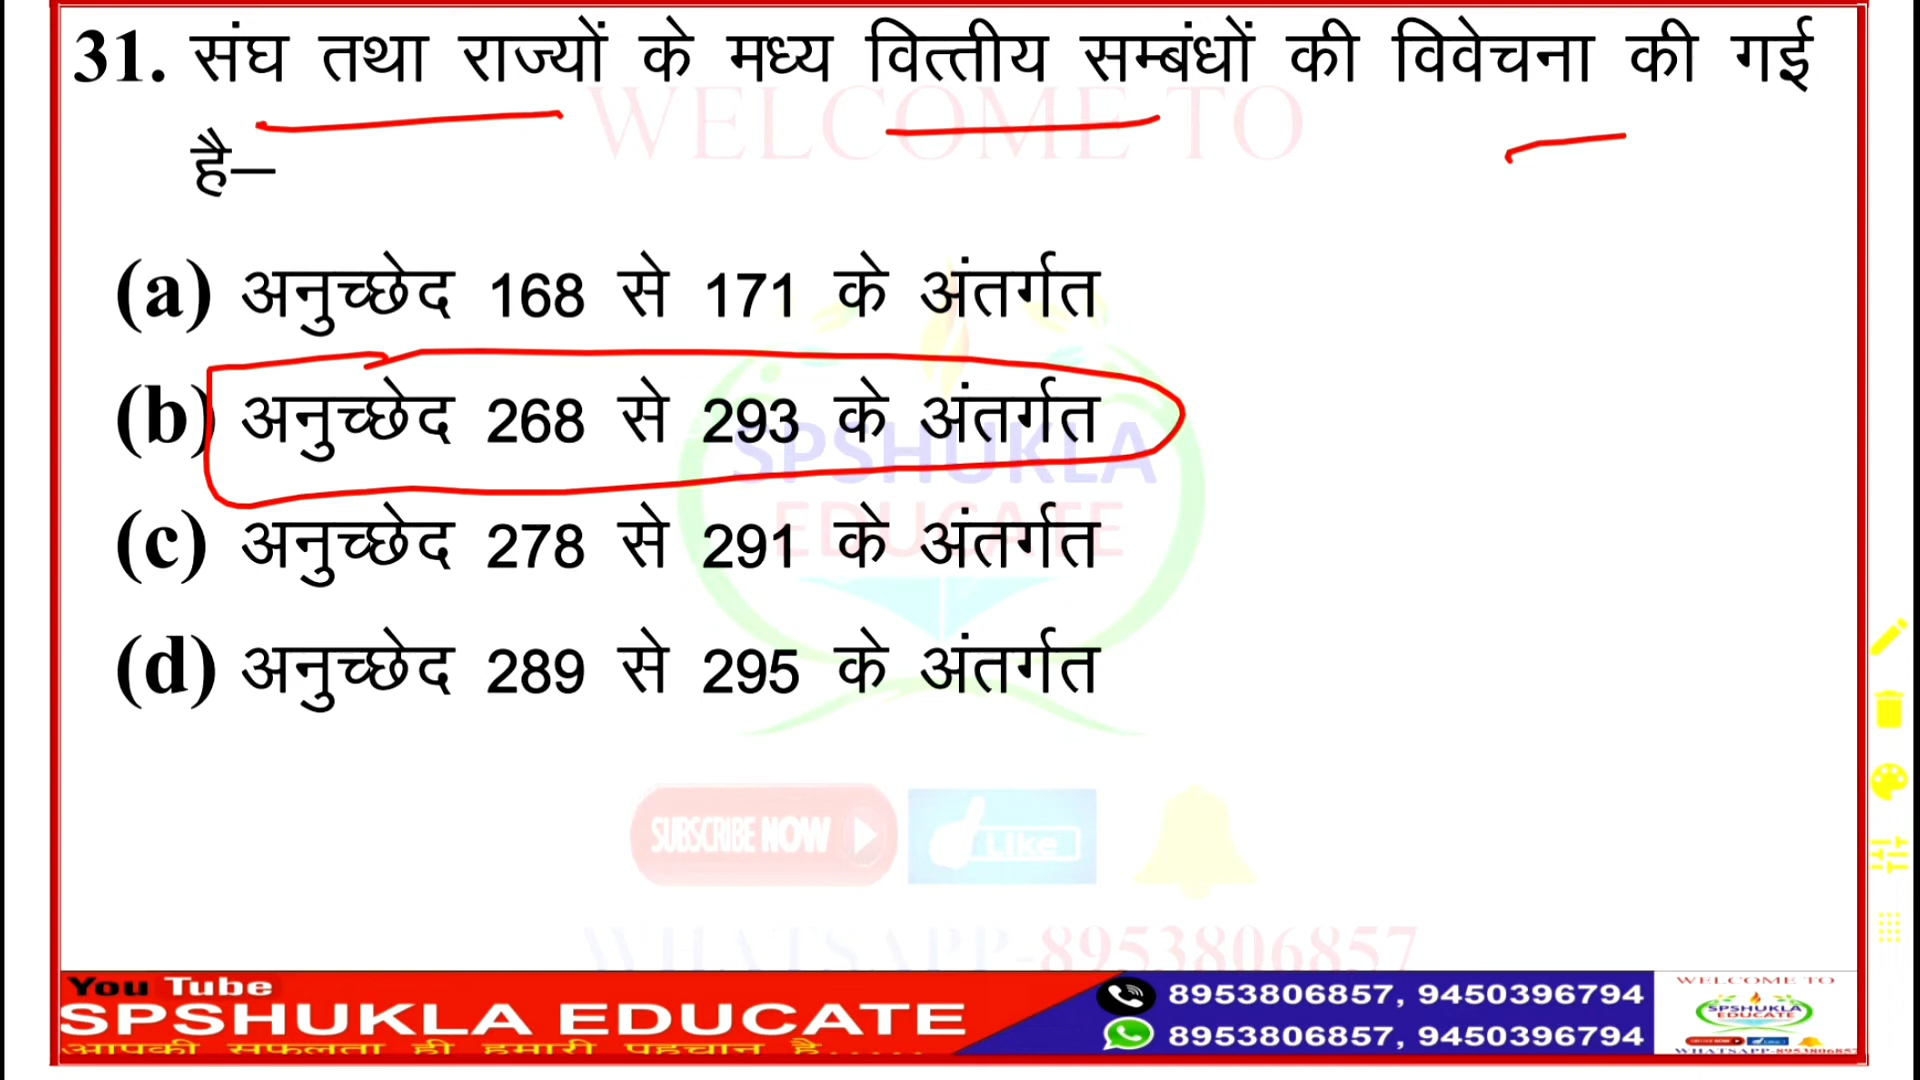 31. संघ तथा राज्यों के मध्य वित्तीय सम्बंधों की विवेचना की गई
है–
WELCOME TO
(a) अनुच्छेद 168 से 171 के अंतर्गत
(b) अनुच्छेद 268 से 293 के अंतर्गत
SPSHUKLA
EDUCATE
(c) अनुच्छेद 278 से 291 के अंतर्गत
(d) अनुच्छेद 289 से 295 के अंतर्गत
SUBSCRIBE NOW
Like
WHATSAPP-8953806857
You Tube
SPSHUKLA EDUCATE
आपकी सफलता ही हमारी पहचान है.....
8953806857, 9450396794
8953806857, 9450396794
WELCOME TO
SPSHUKLA
EDUCATE